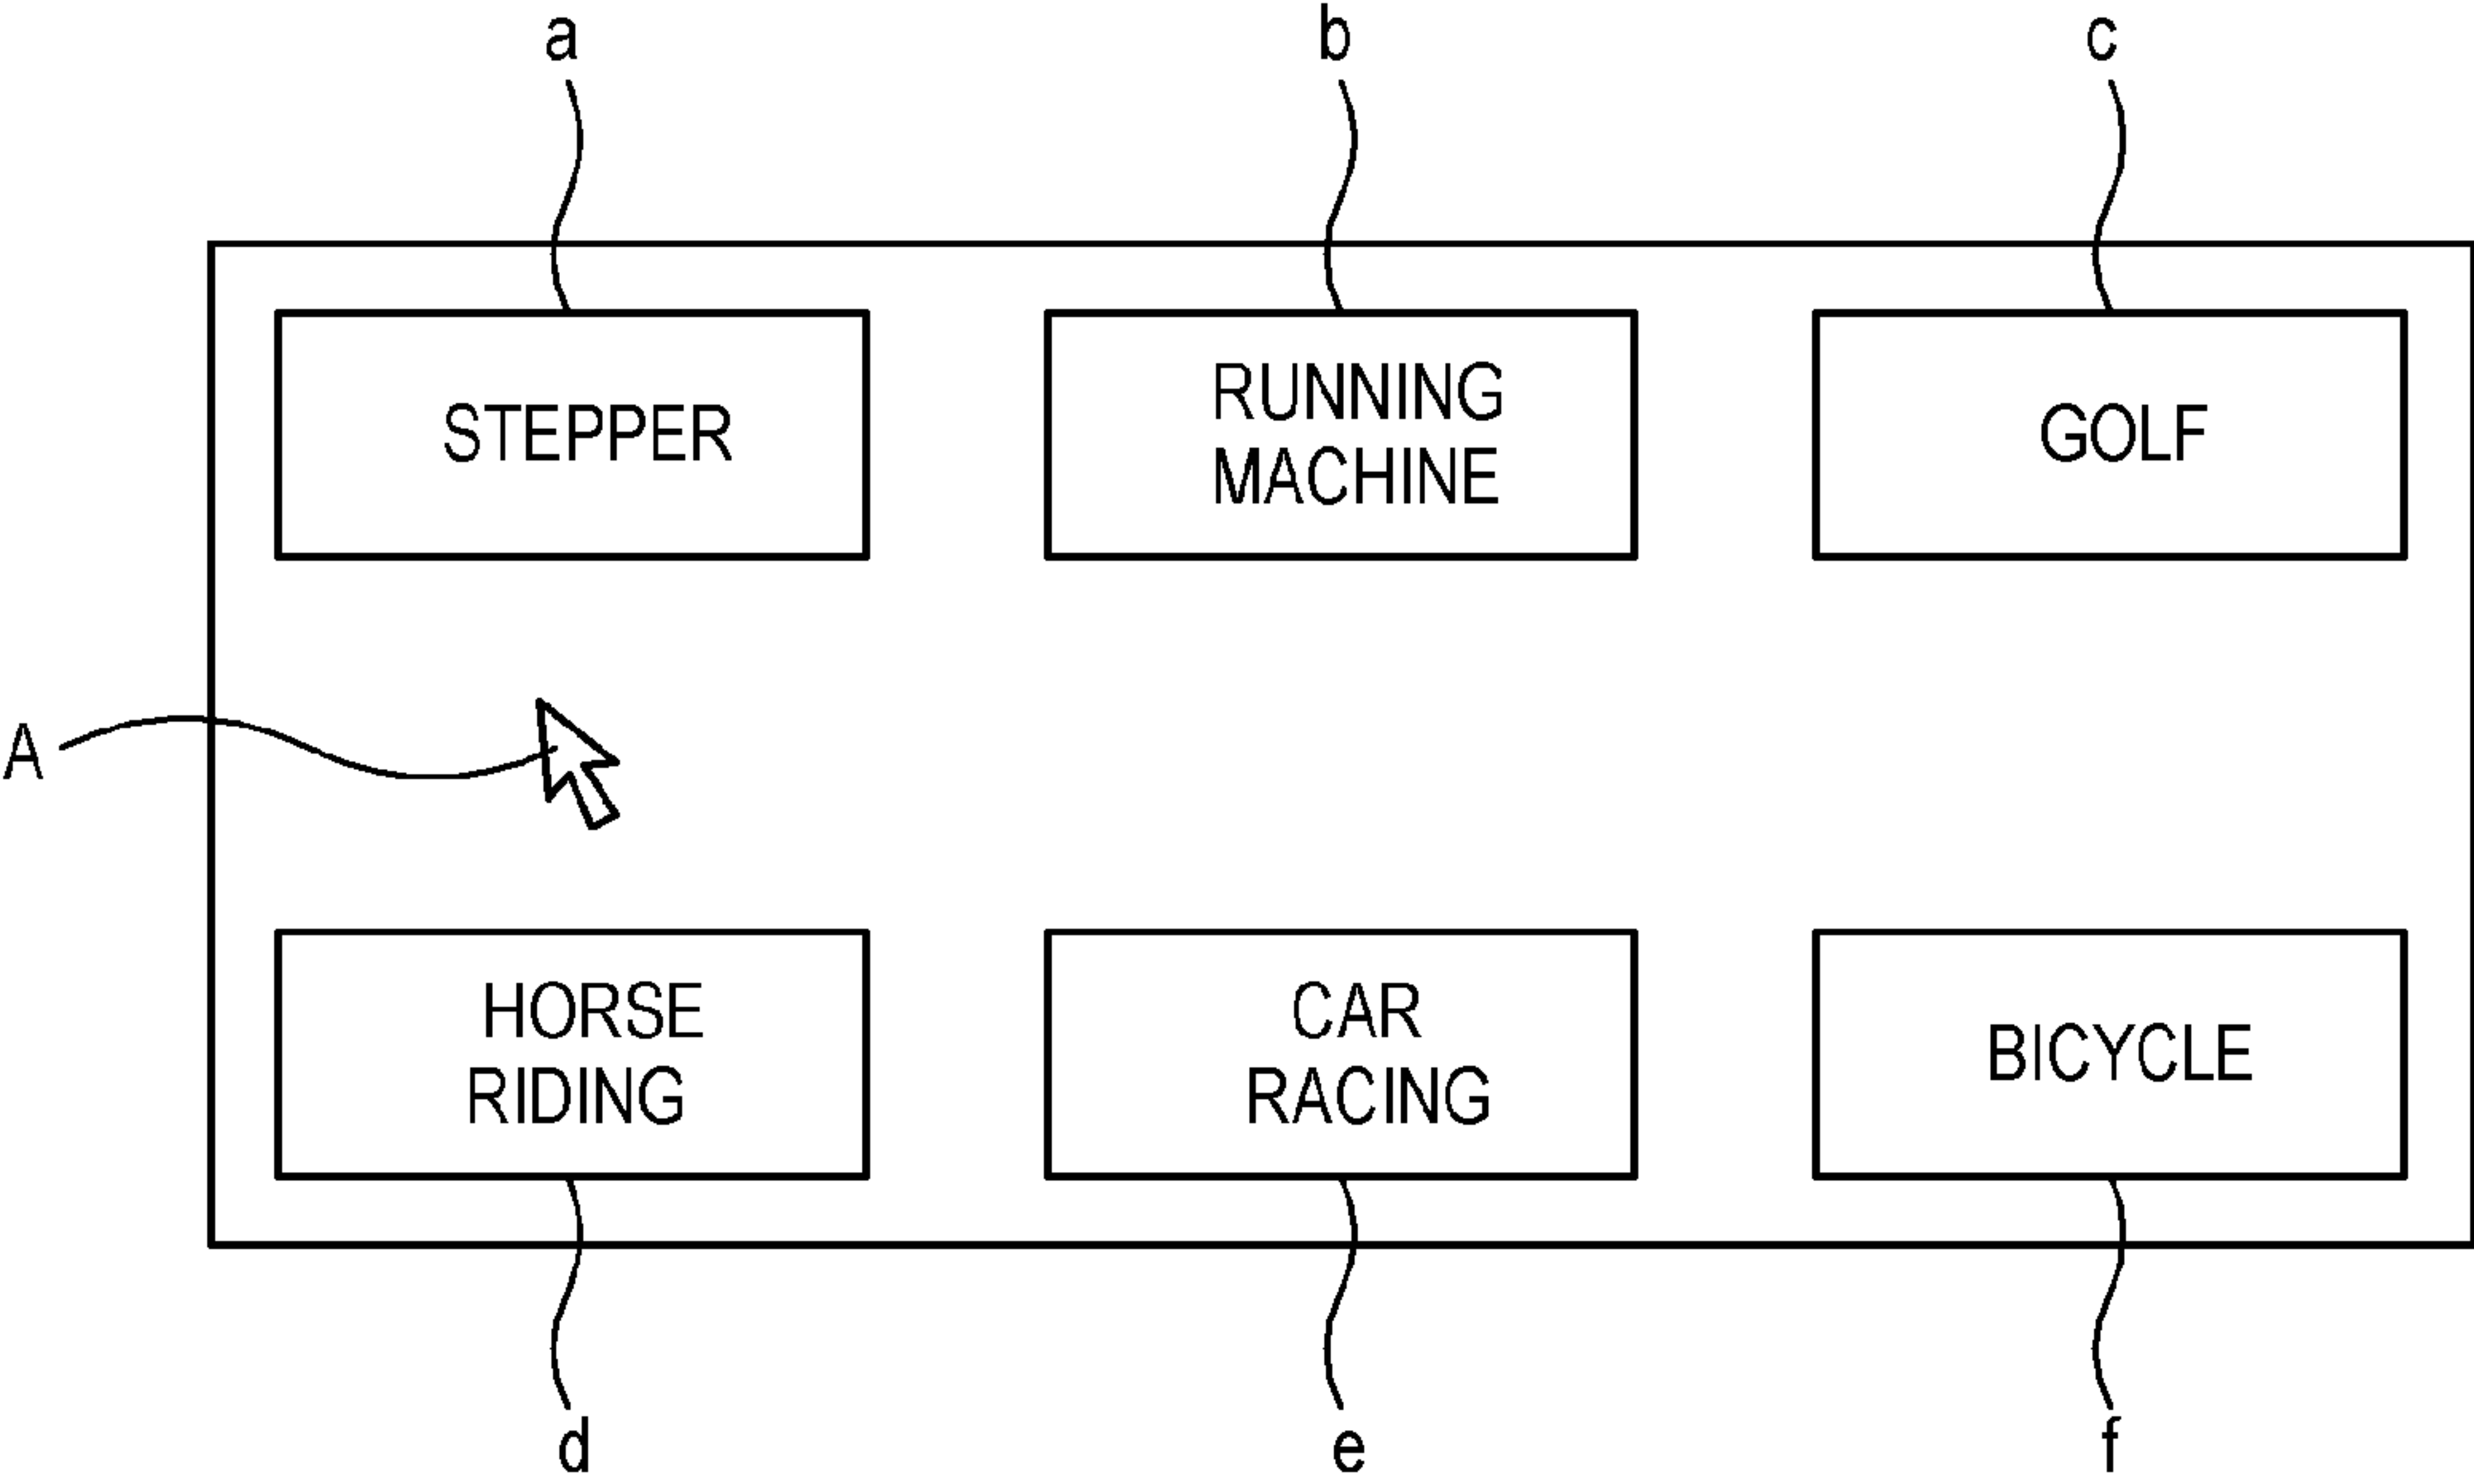 a
b
c
STEPPER
RUNNING
MACHINE
GOLF
A
HORSE
RIDING
CAR
RACING
BICYCLE
d
e
f